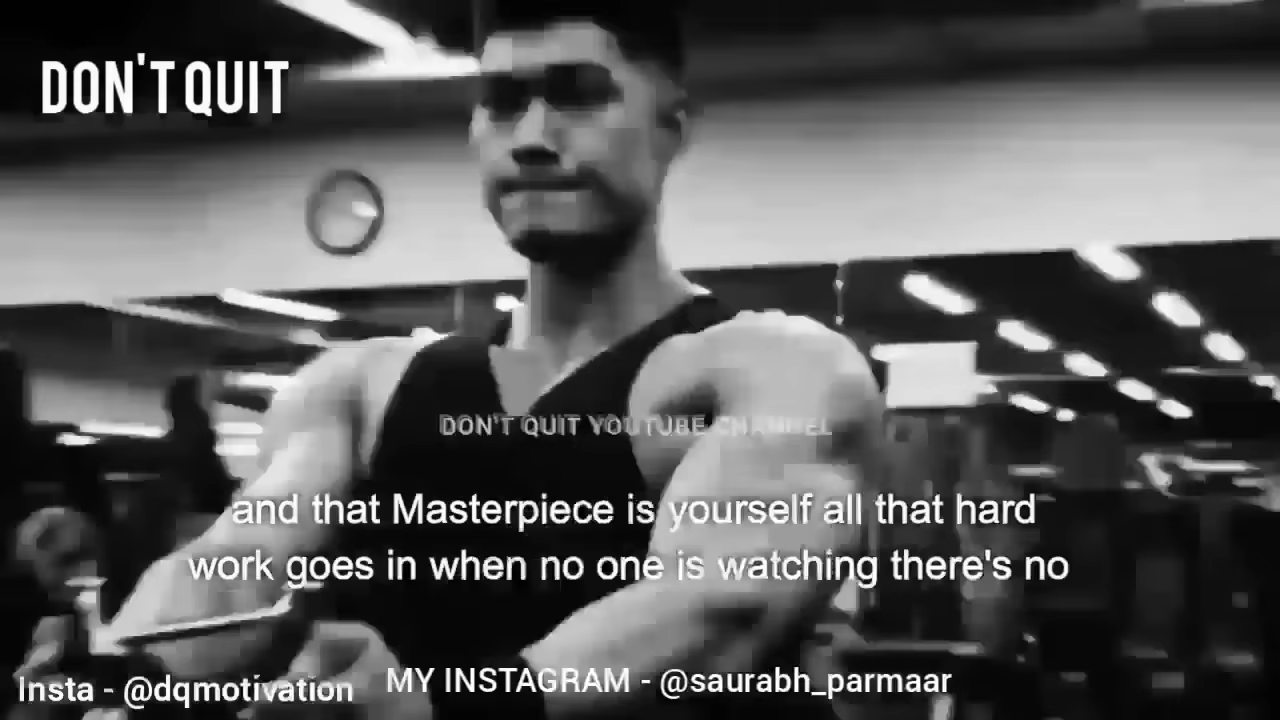 DON'T QUIT
DON'T QUIT YOUTUBE CHANNEL
and that Masterpiece is yourself all that hard
work goes in when no one is watching there's no
Insta - @dqmotivation
MY INSTAGRAM - @saurabh_parmaar